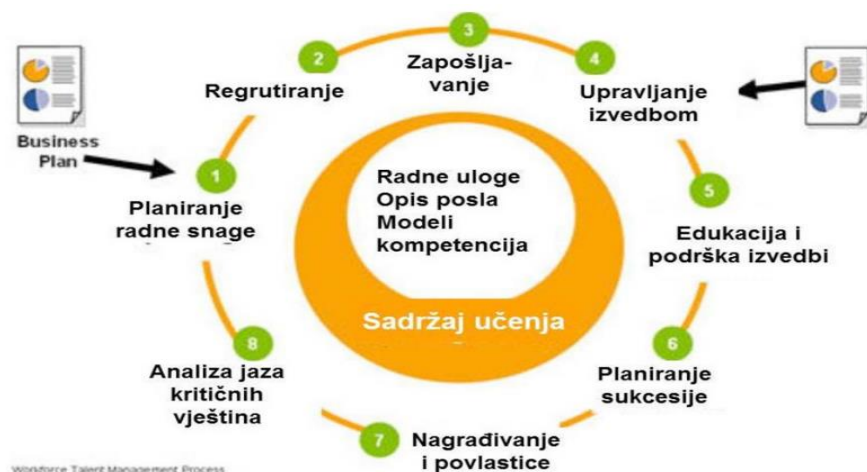 Business
Plan
1
Planiranje
radne snage
2
Regrutiranje
3
Zapošlja-
vanje
4
Upravljanje
izvedbom
5
Edukacija i
podrška izvedbi
6
Planiranje
sukcesije
7
Nagrađivanje
i povlastice
8
Analiza jaza
kritičnih
vještina
Radne uloge
Opis posla
Modeli
kompetencija
Sadržaj učenja
Workforce Talent Management Process